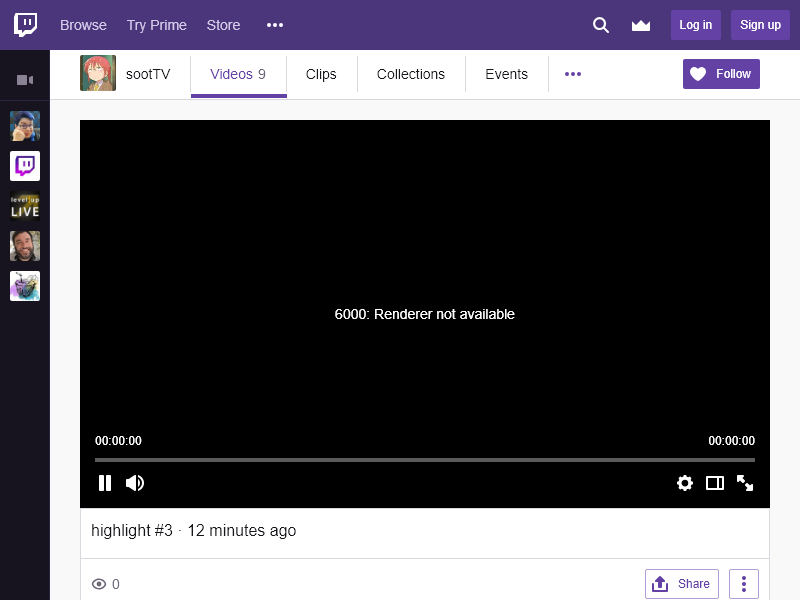 Browse Try Prime Store
Log in Sign up
sootTV Videos 9 Clips Collections Events
Follow
level up
LIVE
6000: Renderer not available
00:00:00 00:00:00
highlight #3 · 12 minutes ago
0 Share